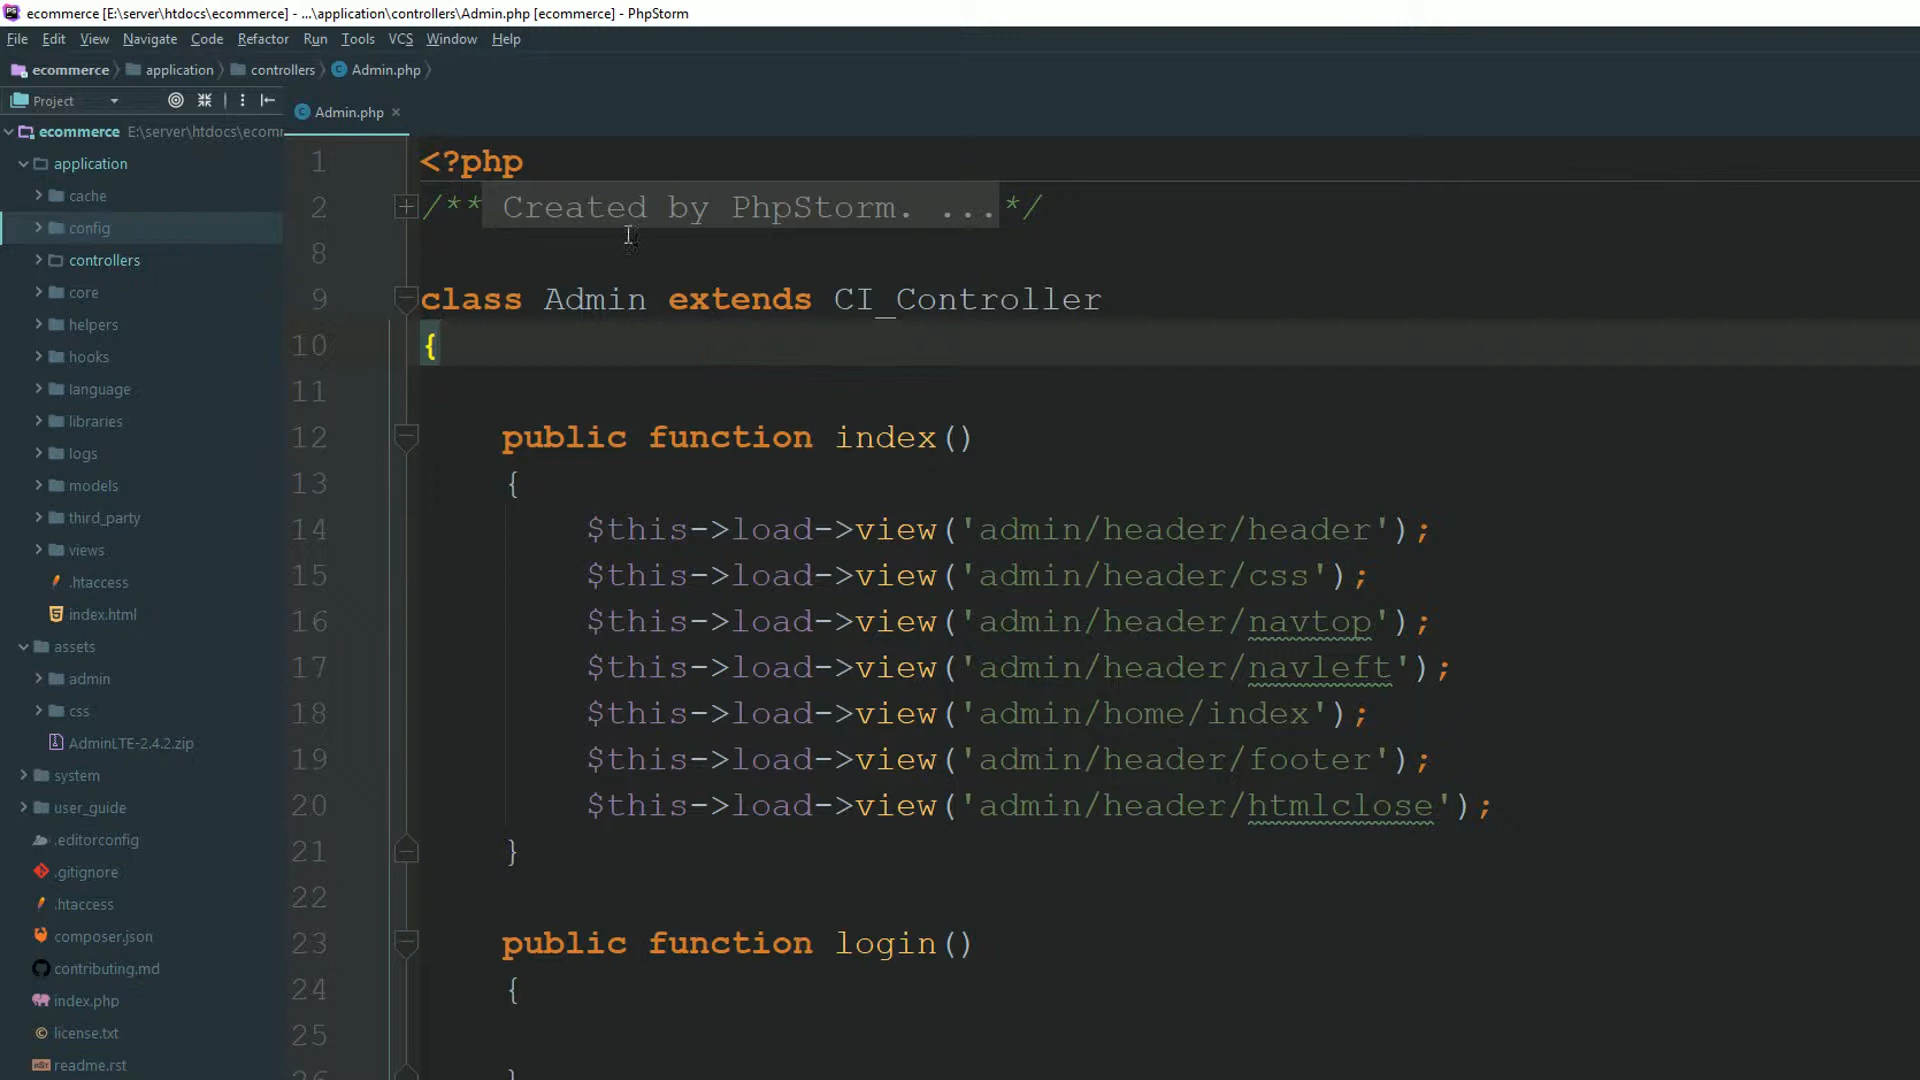 ecommerce [E:\server\htdocs\ecommerce] - ...\application\controllers\Admin.php [ecommerce] - PhpStorm
File Edit View Navigate Code Refactor Run Tools VCS Window Help
ecommerce application controllers Admin.php
Project
Admin.php
ecommerce E:\server\htdocs\ecomm
application
cache
config
controllers
core
helpers
hooks
language
libraries
logs
models
third_party
views
.htaccess
index.html
assets
admin
css
AdminLTE-2.4.2.zip
system
user_guide
.editorconfig
.gitignore
.htaccess
composer.json
contributing.md
index.php
license.txt
readme.rst
1 <?php
2 /** Created by PhpStorm. ...*/
8
9 class Admin extends CI_Controller
10 {
11
12 public function index()
13 {
14 $this->load->view('admin/header/header');
15 $this->load->view('admin/header/css');
16 $this->load->view('admin/header/navtop');
17 $this->load->view('admin/header/navleft');
18 $this->load->view('admin/home/index');
19 $this->load->view('admin/header/footer');
20 $this->load->view('admin/header/htmlclose');
21 }
22
23 public function login()
24 {
25
26 }